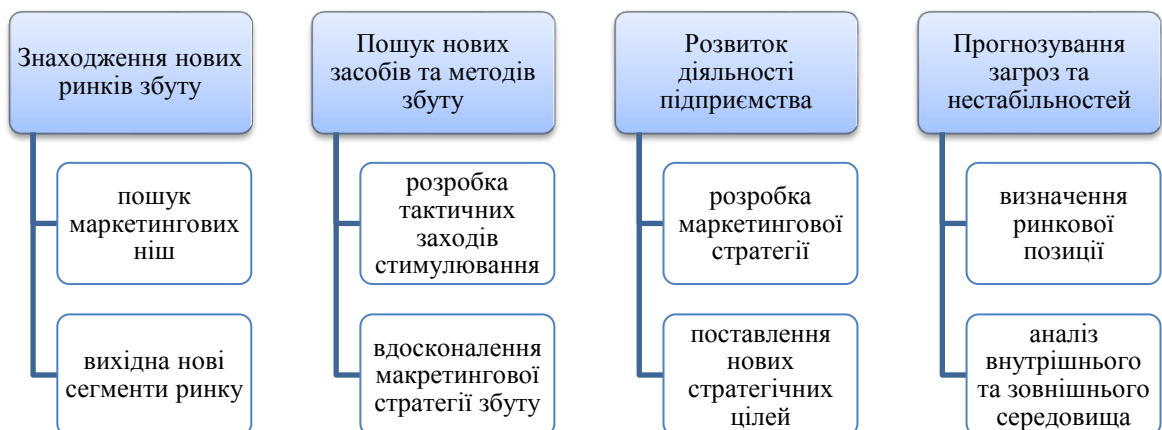 Знаходження нових
ринків збуту
пошук
маркетингових
ніш
вихідна нові
сегменти ринку
Пошук нових
засобів та методів
збуту
розробка
тактичних
заходів
стимулювання
вдосконалення
макретингової
стратегії збуту
Розвиток
діяльності
підприємства
розробка
маркетингової
стратегії
поставлення
нових
стратегічних
цілей
Прогнозування
загроз та
нестабільностей
визначення
ринкової
позиції
аналіз
внутрішнього
та зовнішнього
середовища